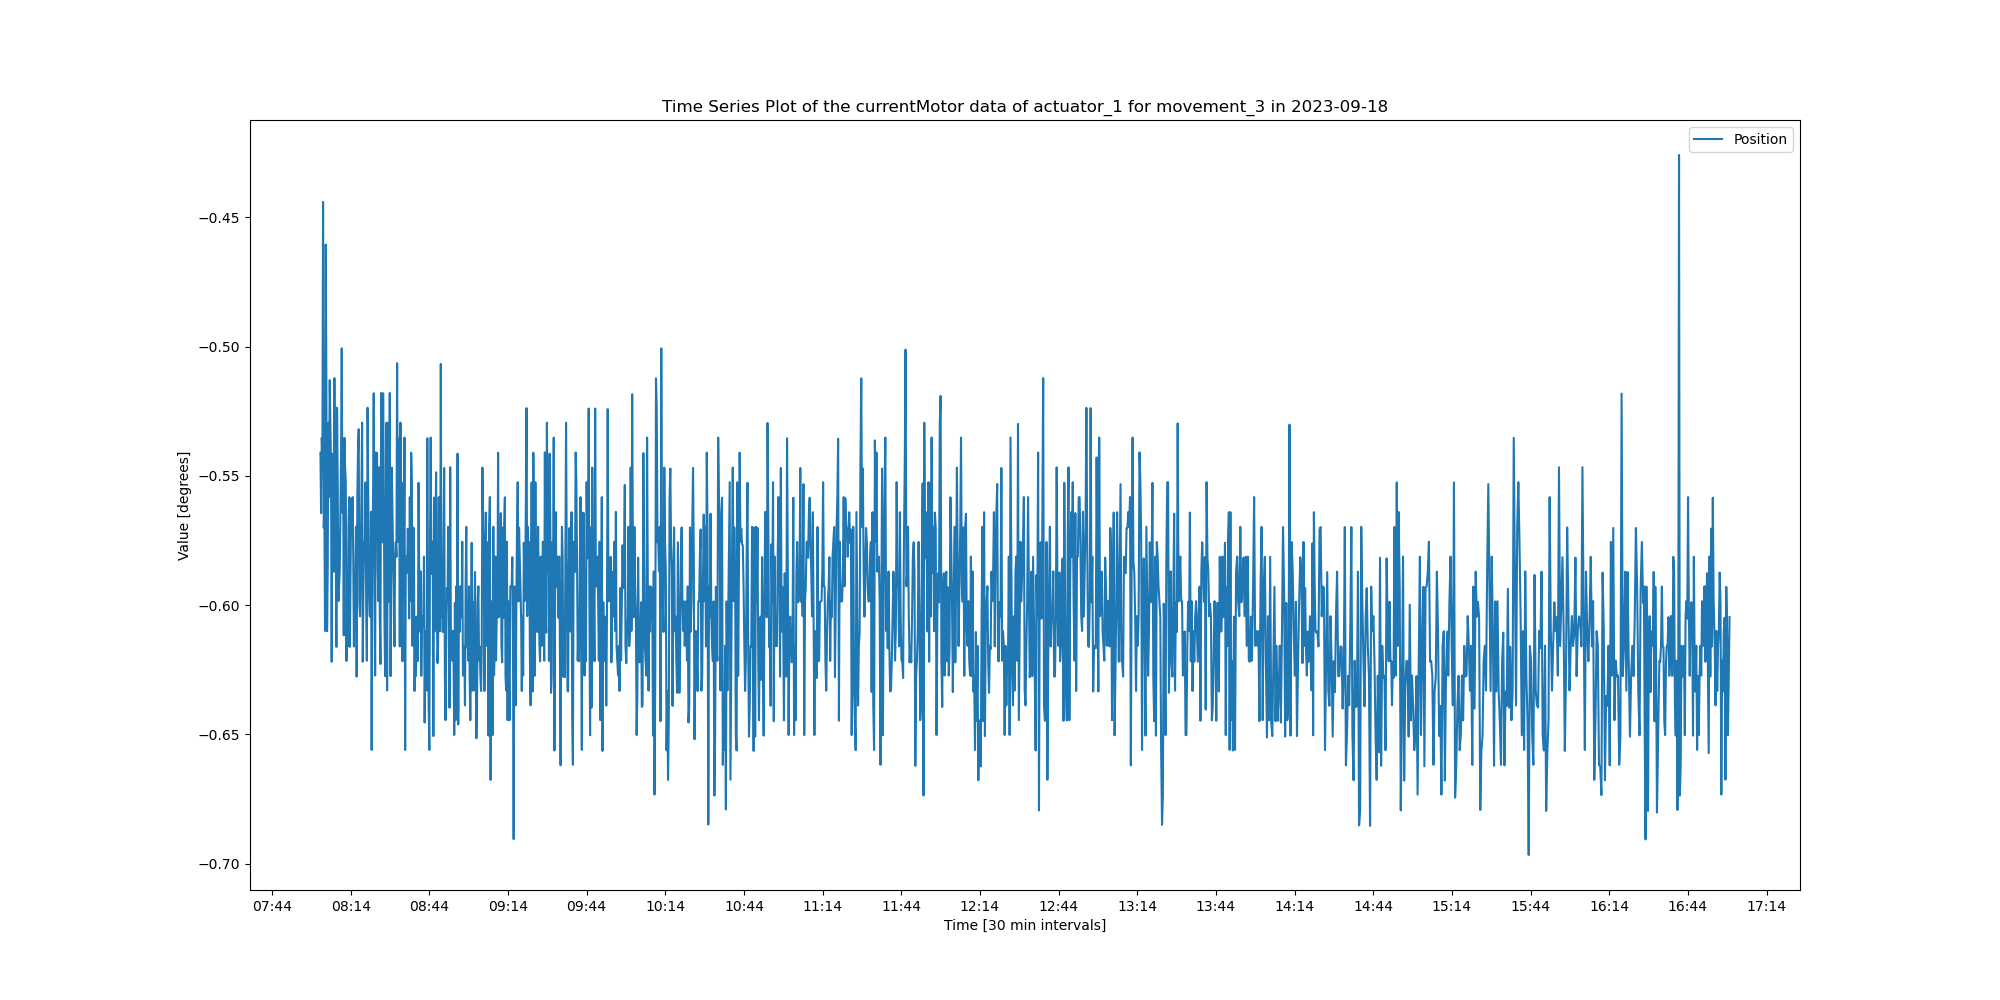 Time Series Plot of the currentMotor data of actuator_1 for movement_3 in 2023-09-18
Position
−0.45
−0.50
−0.55
−0.60
−0.65
−0.70
Value [degrees]
07:44 08:14 08:44 09:14 09:44 10:14 10:44 11:14 11:44 12:14 12:44 13:14 13:44 14:14 14:44 15:14 15:44 16:14 16:44 17:14
Time [30 min intervals]